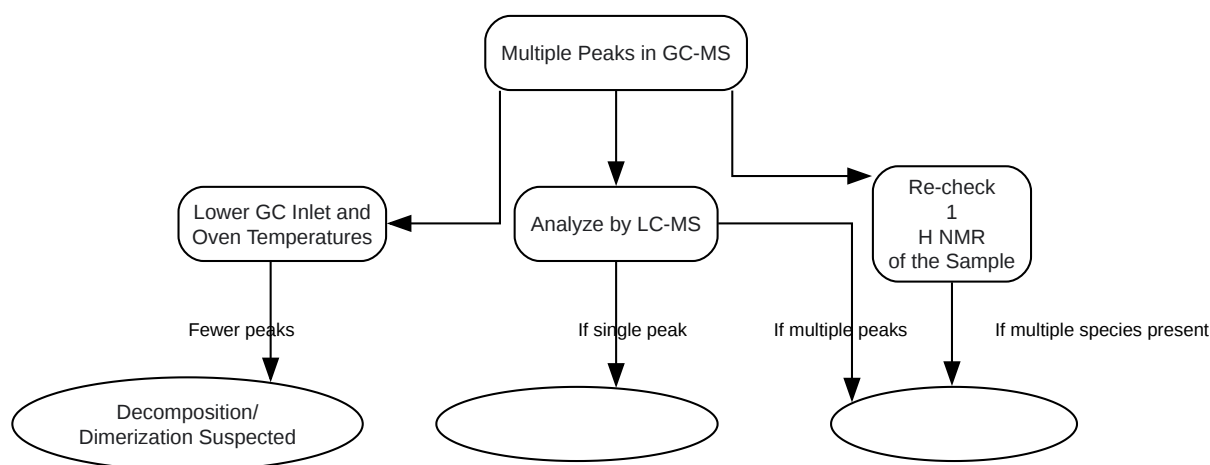 Multiple Peaks in GC-MS
Lower GC Inlet and
Oven Temperatures
Analyze by LC-MS
Re-check
1
H NMR
of the Sample
Fewer peaks
If single peak
If multiple peaks
If multiple species present
Decomposition/
Dimerization Suspected